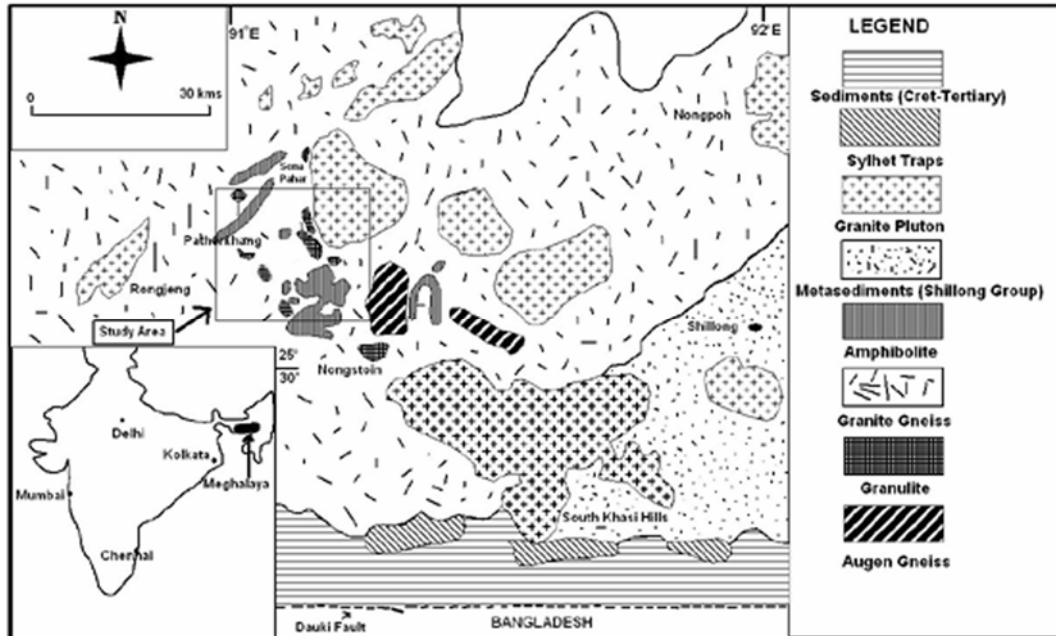 N
0 30 kms
91°E
92°E
Nongpoh
Sona
Pahar
Patharkhang
Rongjeng
Study Area
Shillong
25°
30'
Nongstoin
South Khasi Hills
Dauki Fault
BANGLADESH
Delhi
Kolkata
Meghalaya
Mumbai
Chennai
LEGEND
Sediments (Cret-Tertiary)
Sylhet Traps
Granite Pluton
Metasediments (Shillong Group)
Amphibolite
Granite Gneiss
Granulite
Augen Gneiss